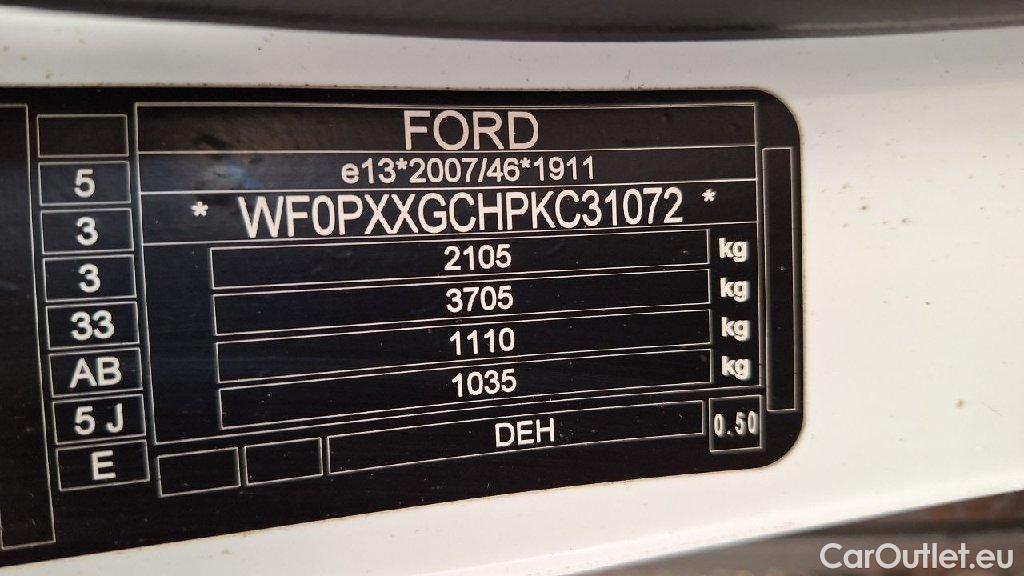 FORD
e13*2007/46*1911
* WF0PXXGCHPKC31072 *
2105 kg
3705 kg
1110 kg
1035 kg
DEH 0.50
5
3
3
33
AB
5 J
E
CarOutlet.eu